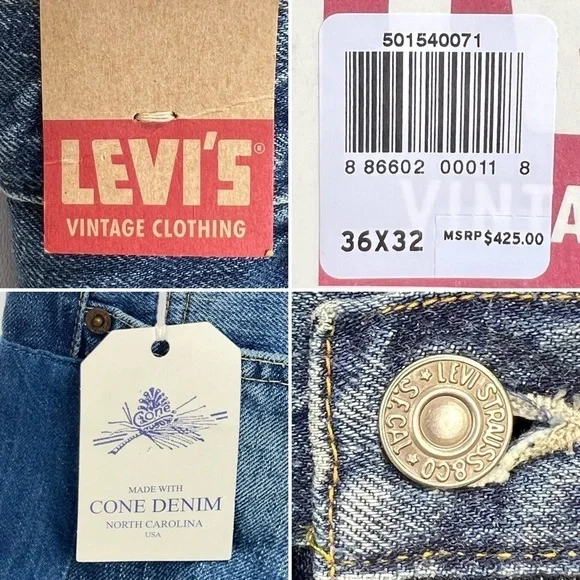 LEVI'S®
VINTAGE CLOTHING
501540071
8 86602 00011 8
VINTA
36X32 MSRP$425.00
Cone
MADE WITH
CONE DENIM
NORTH CAROLINA
USA
★ LEVI STRAUSS & CO ★ S.F. CAL.